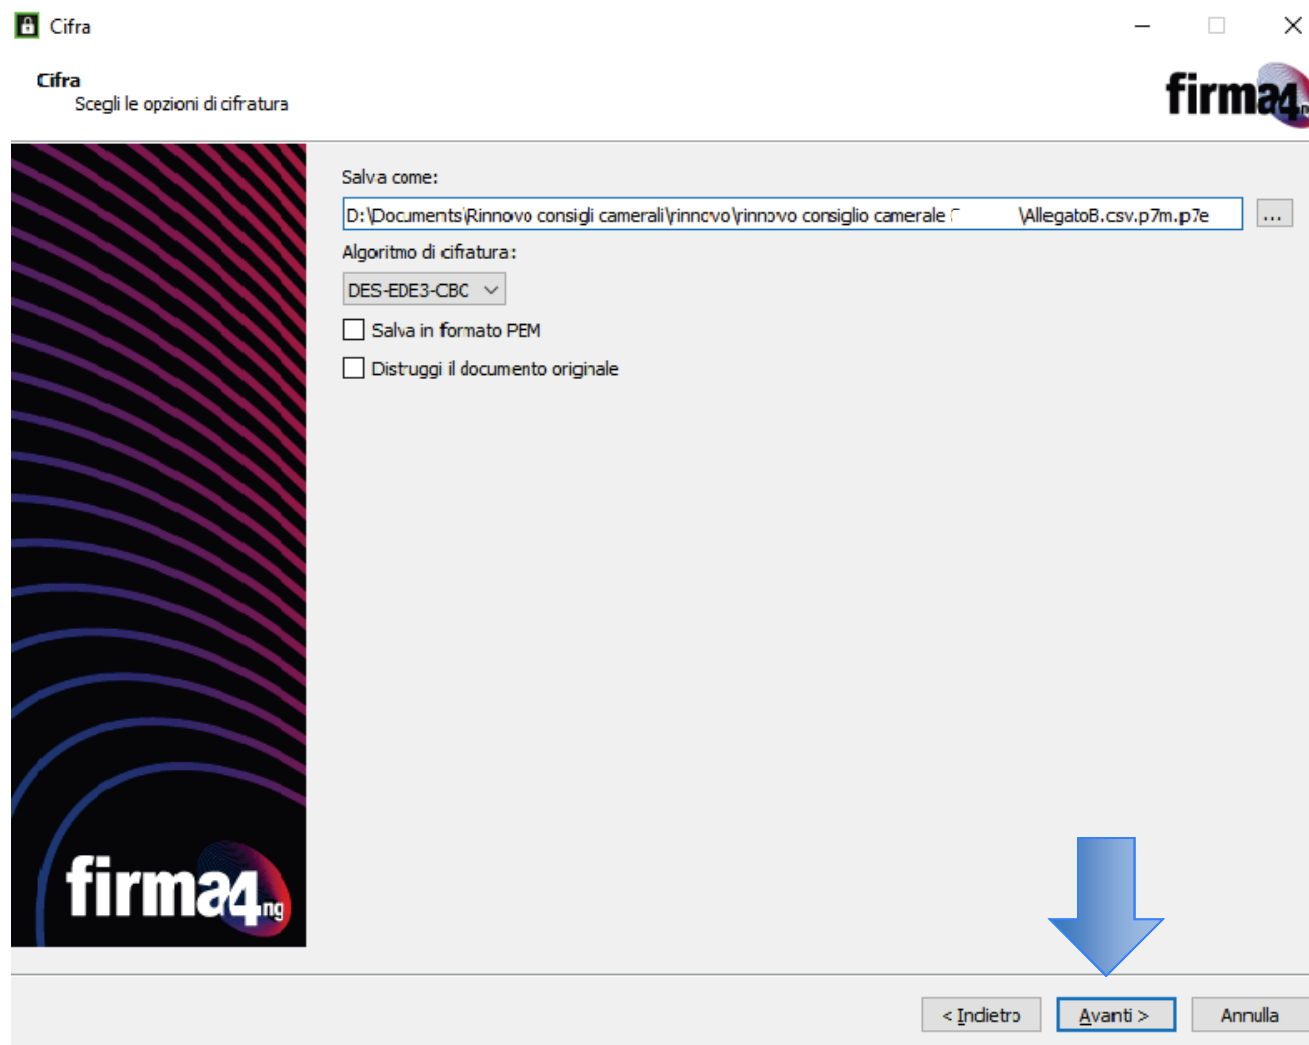 Cifra
Cifra
Scegli le opzioni di cifratura
firma4.
Salva come:
D:\Documents\Rinnovo consigli camerali\rinnovo\rinnovo consiglio camerale \AllegatoB.csv.p7m.p7e
...
Algoritmo di cifratura:
DES-EDE3-CBC
Salva in formato PEM
Distruggi il documento originale
firma4.ng
< Indietro
Avanti >
Annulla